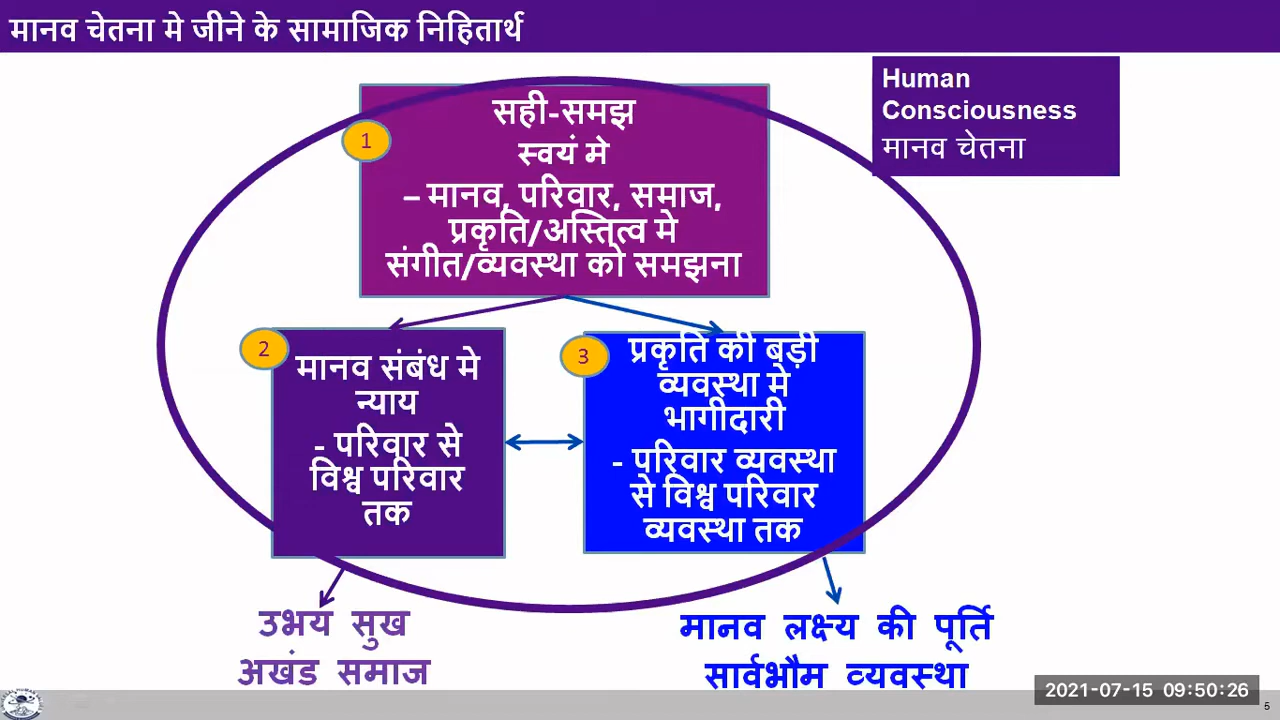 मानव चेतना मे जीने के सामाजिक निहितार्थ
Human
Consciousness
मानव चेतना
1
सही-समझ
स्वयं मे
– मानव, परिवार, समाज,
प्रकृति/अस्तित्व मे
संगीत/व्यवस्था को समझना
2
मानव संबंध मे
न्याय
- परिवार से
विश्व परिवार
तक
3
प्रकृति की बड़ी
व्यवस्था मे
भागीदारी
- परिवार व्यवस्था
से विश्व परिवार
व्यवस्था तक
उभय सुख
अखंड समाज
मानव लक्ष्य की पूर्ति
सार्वभौम व्यवस्था
2021-07-15 09:50:26
5